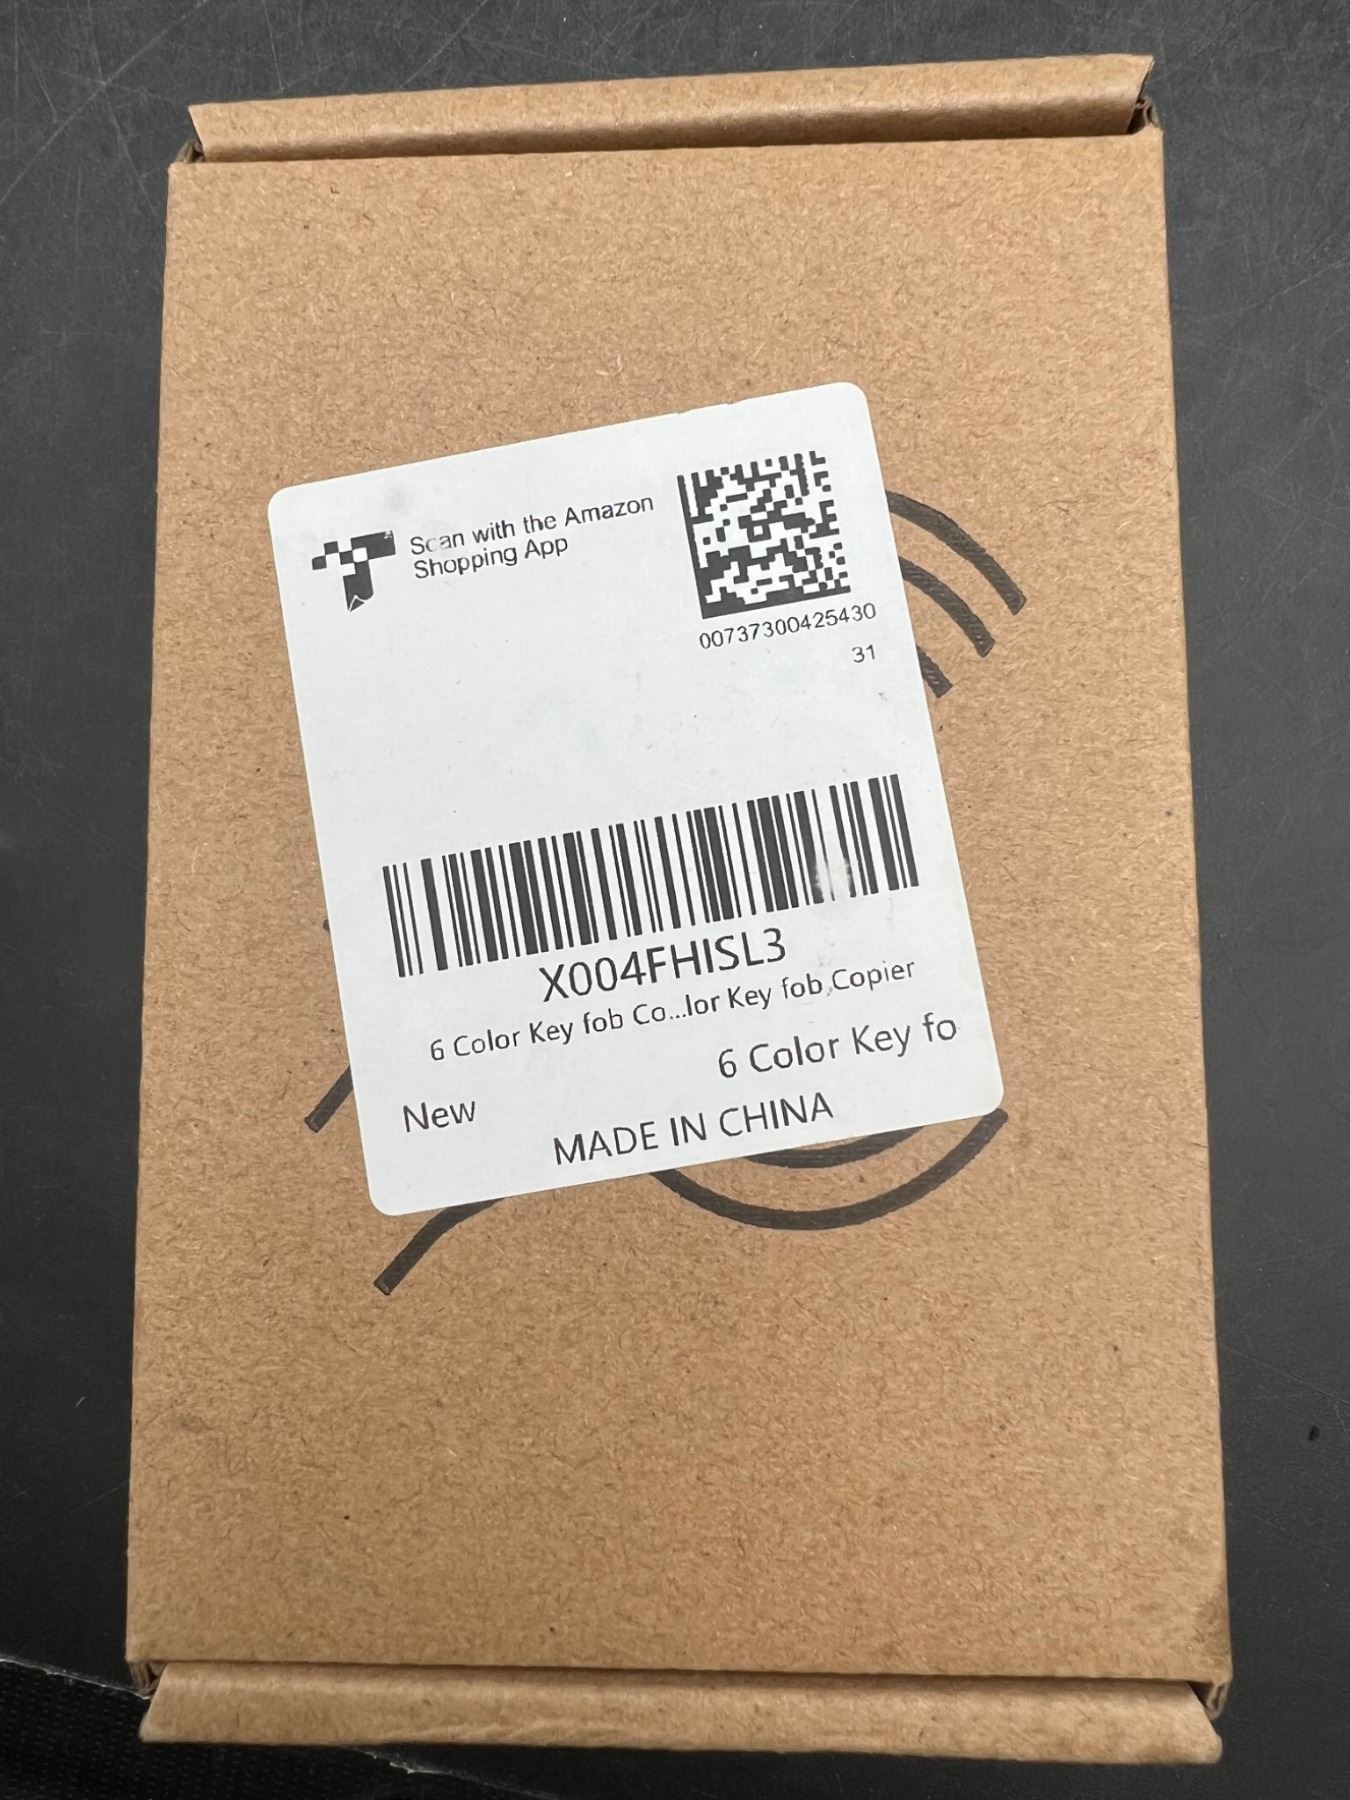 Scan with the Amazon
Shopping App
00737300425430
31
X004FHISL3
6 Color Key fob Co...lor Key fob,Copier
6 Color Key fo
New
MADE IN CHINA